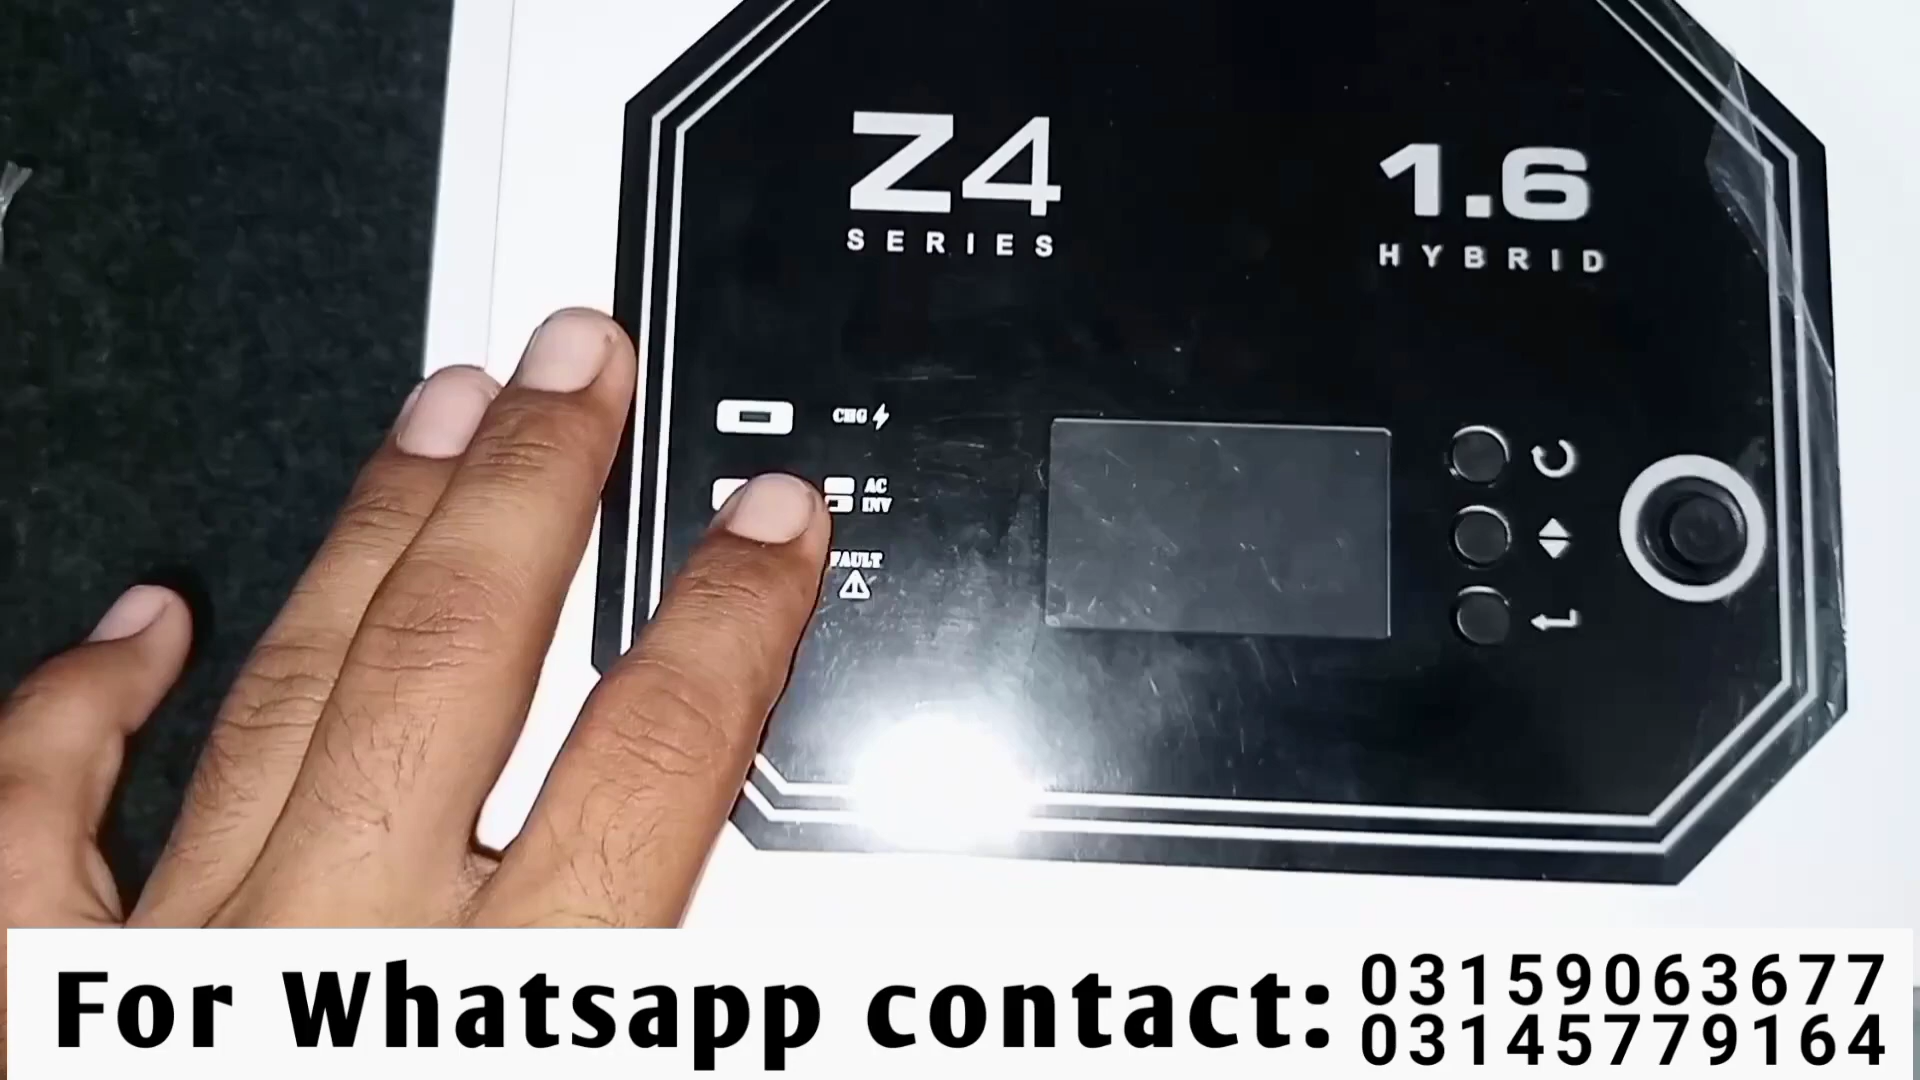 Z4
SERIES
1.6
HYBRID
CHG
AC
INV
FAULT
For Whatsapp contact:
03159063677
03145779164